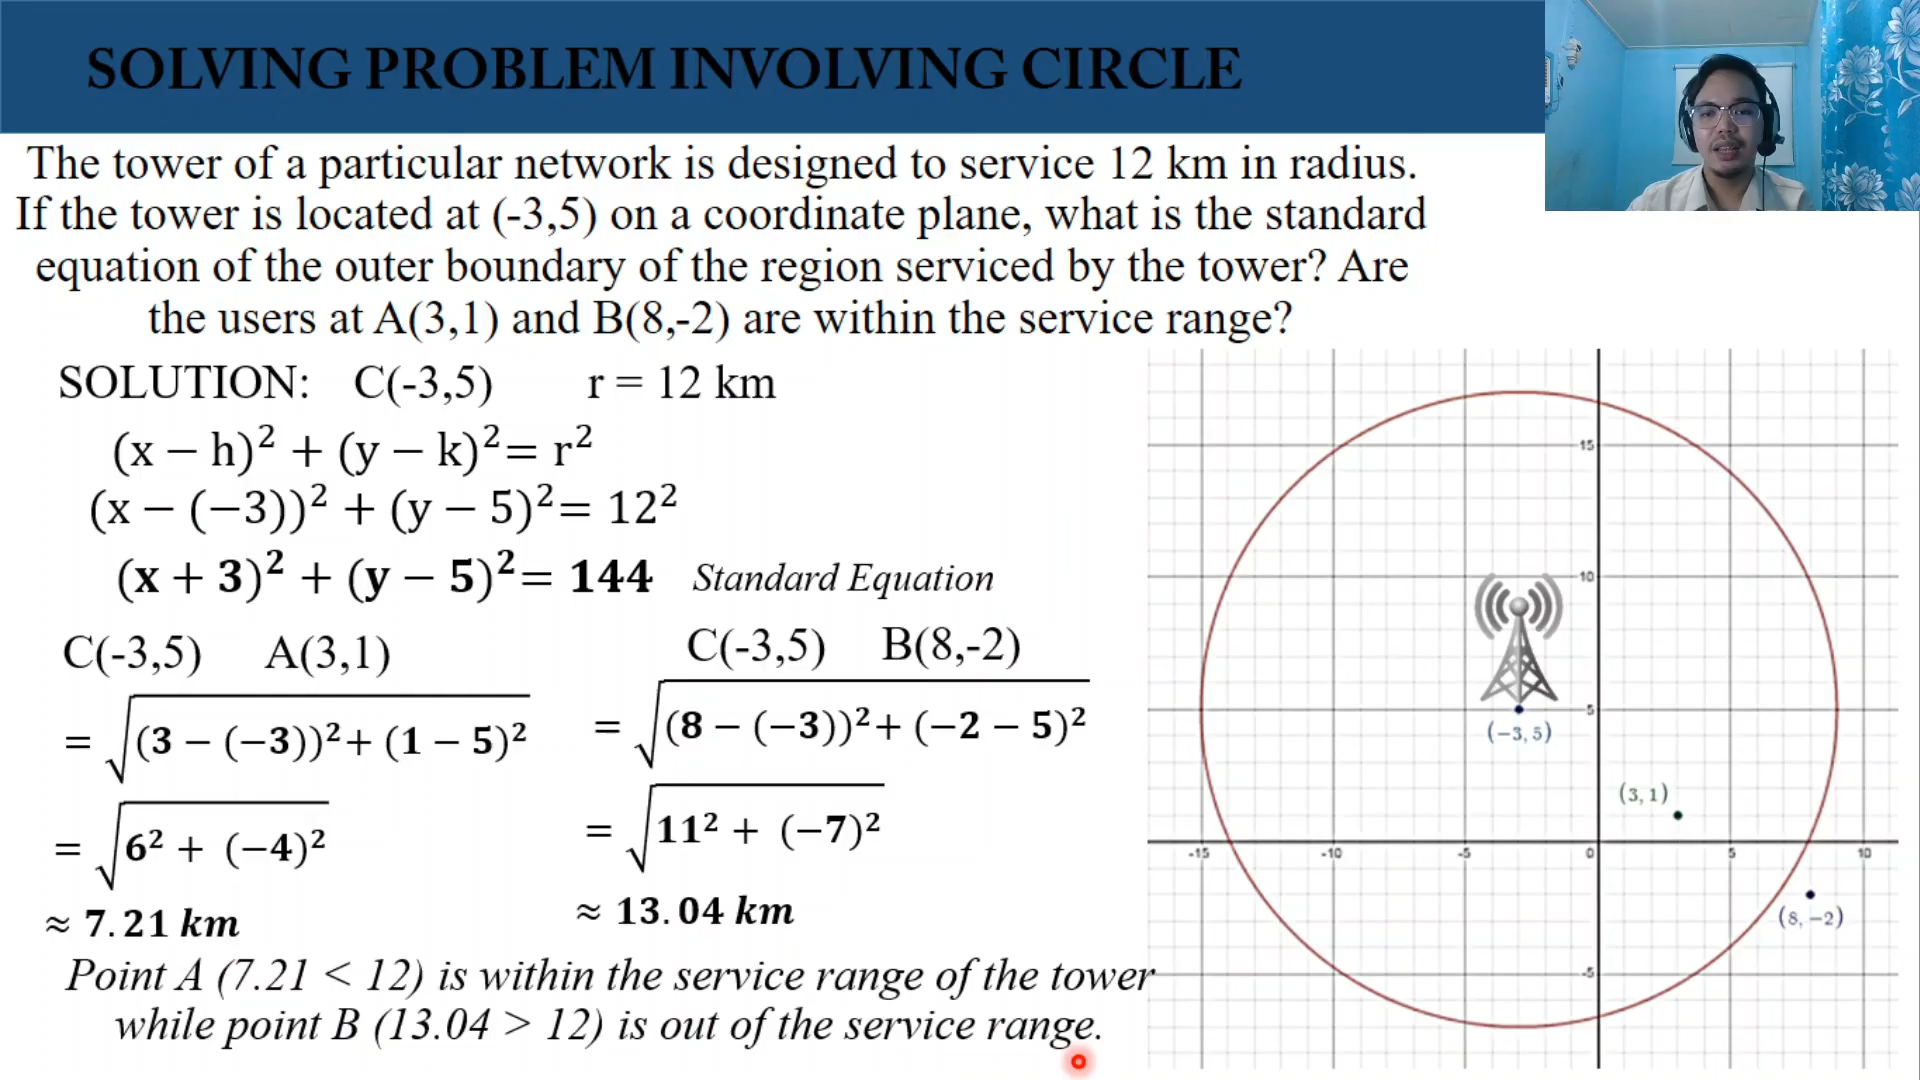 SOLVING PROBLEM INVOLVING CIRCLE
The tower of a particular network is designed to service 12 km in radius.
If the tower is located at (-3,5) on a coordinate plane, what is the standard
equation of the outer boundary of the region serviced by the tower? Are
the users at A(3,1) and B(8,-2) are within the service range?
SOLUTION: C(-3,5) r = 12 km
(x − h)² + (y − k)²= r²
(x − (−3))² + (y − 5)²= 12²
(x + 3)² + (y − 5)²= 144 Standard Equation
C(-3,5) A(3,1)
= √(3 − (−3))²+ (1 − 5)²
= √6² + (−4)²
≈ 7.21 km
C(-3,5) B(8,-2)
= √(8 − (−3))²+ (−2 − 5)²
= √11² + (−7)²
≈ 13.04 km
Point A (7.21 < 12) is within the service range of the tower
while point B (13.04 > 12) is out of the service range.
15
10
5
(−3, 5)
(3, 1)
-15 -10 -5 0 5 10
(8, −2)
-5